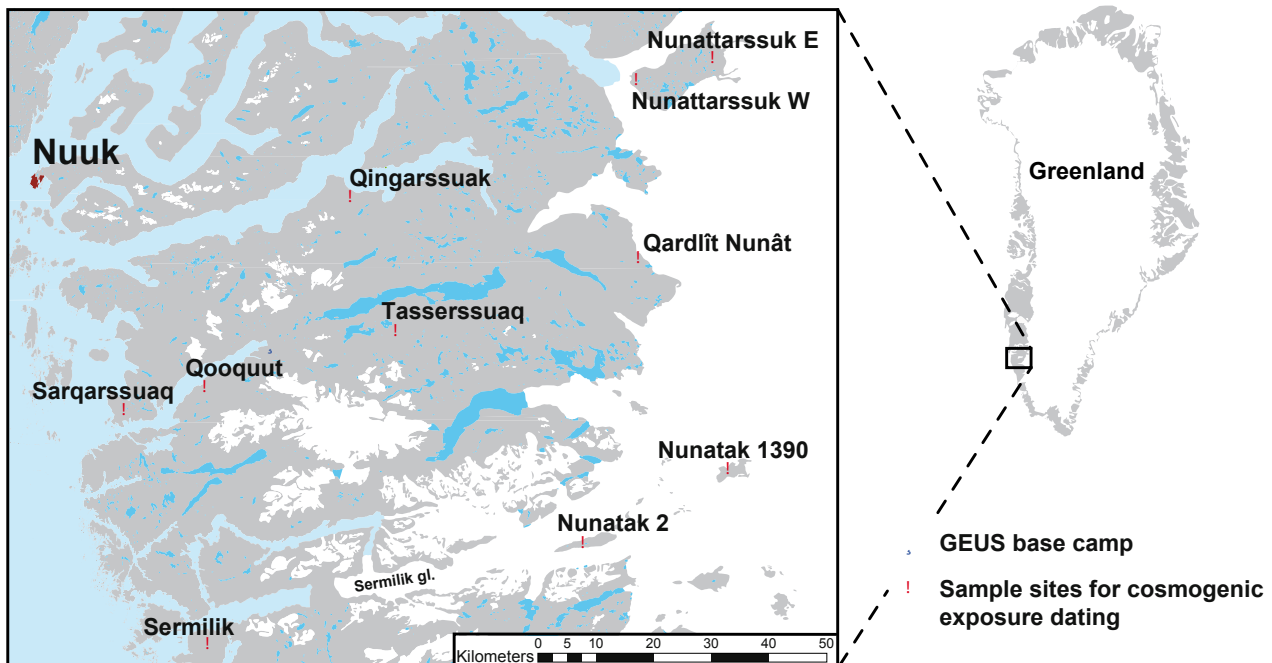 Nunattarssuk E
Nunattarssuk W
Nuuk
Qingarssuak
Greenland
Qardlît Nunât
Tasserssuaq
Qooquut
Sarqarssuaq
Nunatak 1390
Nunatak 2
Sermilik gl.
Sermilik
0 5 10 20 30 40 50
Kilometers
GEUS base camp
! Sample sites for cosmogenic
exposure dating